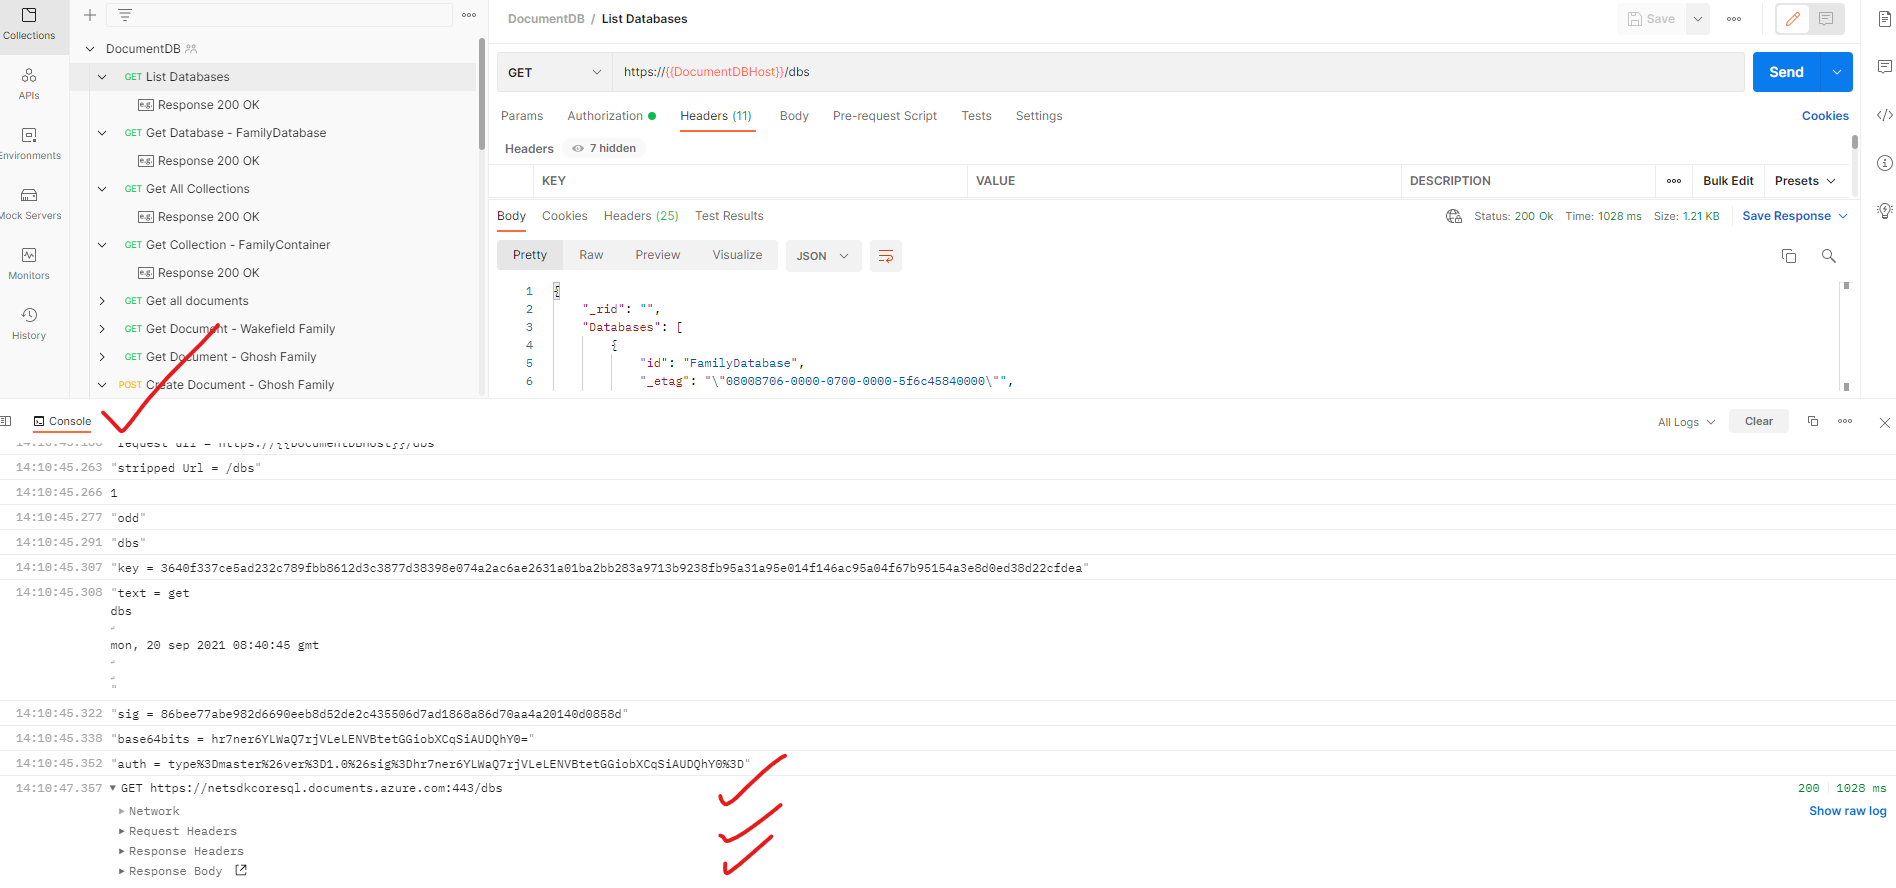 Collections
APIs
Environments
Mock Servers
Monitors
History
DocumentDB
GET List Databases
e.g. Response 200 OK
GET Get Database - FamilyDatabase
e.g. Response 200 OK
GET Get All Collections
e.g. Response 200 OK
GET Get Collection - FamilyContainer
e.g. Response 200 OK
GET Get all documents
GET Get Document - Wakefield Family
GET Get Document - Ghosh Family
POST Create Document - Ghosh Family
DocumentDB / List Databases
Save
GET https://{{DocumentDBHost}}/dbs
Send
Params Authorization Headers (11) Body Pre-request Script Tests Settings Cookies
Headers 7 hidden
KEY VALUE DESCRIPTION Bulk Edit Presets
Body Cookies Headers (25) Test Results Status: 200 Ok Time: 1028 ms Size: 1.21 KB Save Response
Pretty Raw Preview Visualize JSON
1 {
2 "_rid": "",
3 "Databases": [
4 {
5 "id": "FamilyDatabase",
6 "_etag": "\"08008706-0000-0700-0000-5f6c45840000\"",
Console All Logs Clear
"request url = https://{{DocumentDBHost}}/dbs
14:10:45.263 "stripped Url = /dbs"
14:10:45.266 1
14:10:45.277 "odd"
14:10:45.291 "dbs"
14:10:45.307 "key = 3640f337ce5ad232c789fbb8612d3c3877d38398e074a2ac6ae2631a01ba2bb283a9713b9238fb95a31a95e014f146ac95a04f67b95154a3e8d0ed38d22cfdea"
14:10:45.308 "text = get
dbs
mon, 20 sep 2021 08:40:45 gmt
"
14:10:45.322 "sig = 86bee77abe982d6690eeb8d52de2c435506d7ad1868a86d70aa4a20140d0858d"
14:10:45.338 "base64bits = hr7ner6YLWaQ7rjVLeLENVBtetGGiobXCqSiAUDQhY0="
14:10:45.352 "auth = type%3Dmaster%26ver%3D1.0%26sig%3Dhr7ner6YLWaQ7rjVLeLENVBtetGGiobXCqSiAUDQhY0%3D"
14:10:47.357 GET https://netsdkcoresql.documents.azure.com:443/dbs 200 1028 ms
Network Show raw log
Request Headers
Response Headers
Response Body